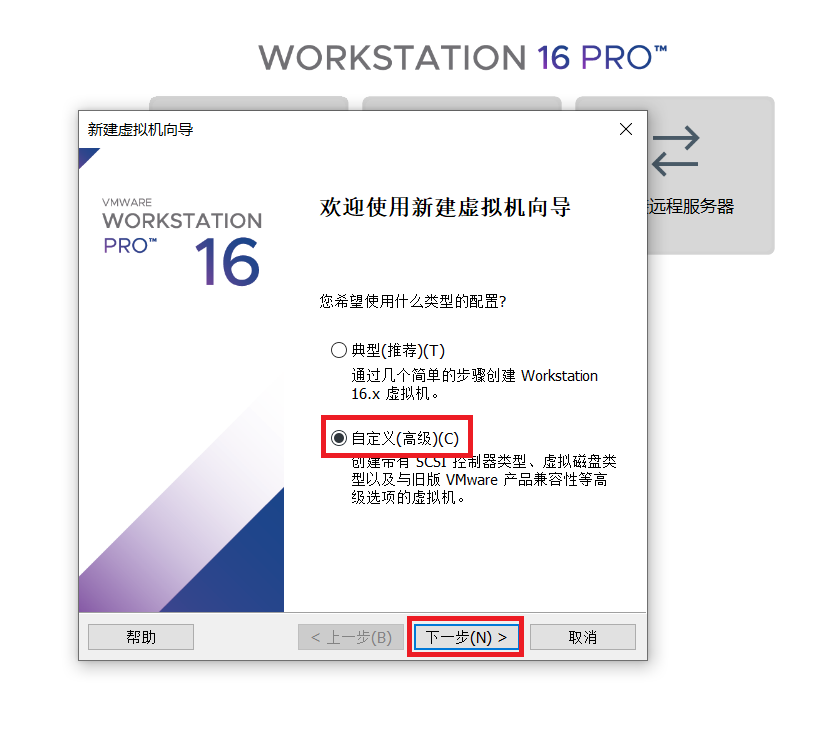 WORKSTATION 16 PRO™
新建虚拟机向导
远程服务器
VMWARE
WORKSTATION
PRO™ 16
欢迎使用新建虚拟机向导
您希望使用什么类型的配置?
典型(推荐)(T)
通过几个简单的步骤创建 Workstation
16.x 虚拟机。
自定义(高级)(C)
创建带有 SCSI 控制器类型、虚拟磁盘类
型以及与旧版 VMware 产品兼容性等高
级选项的虚拟机。
帮助
< 上一步(B)
下一步(N) >
取消